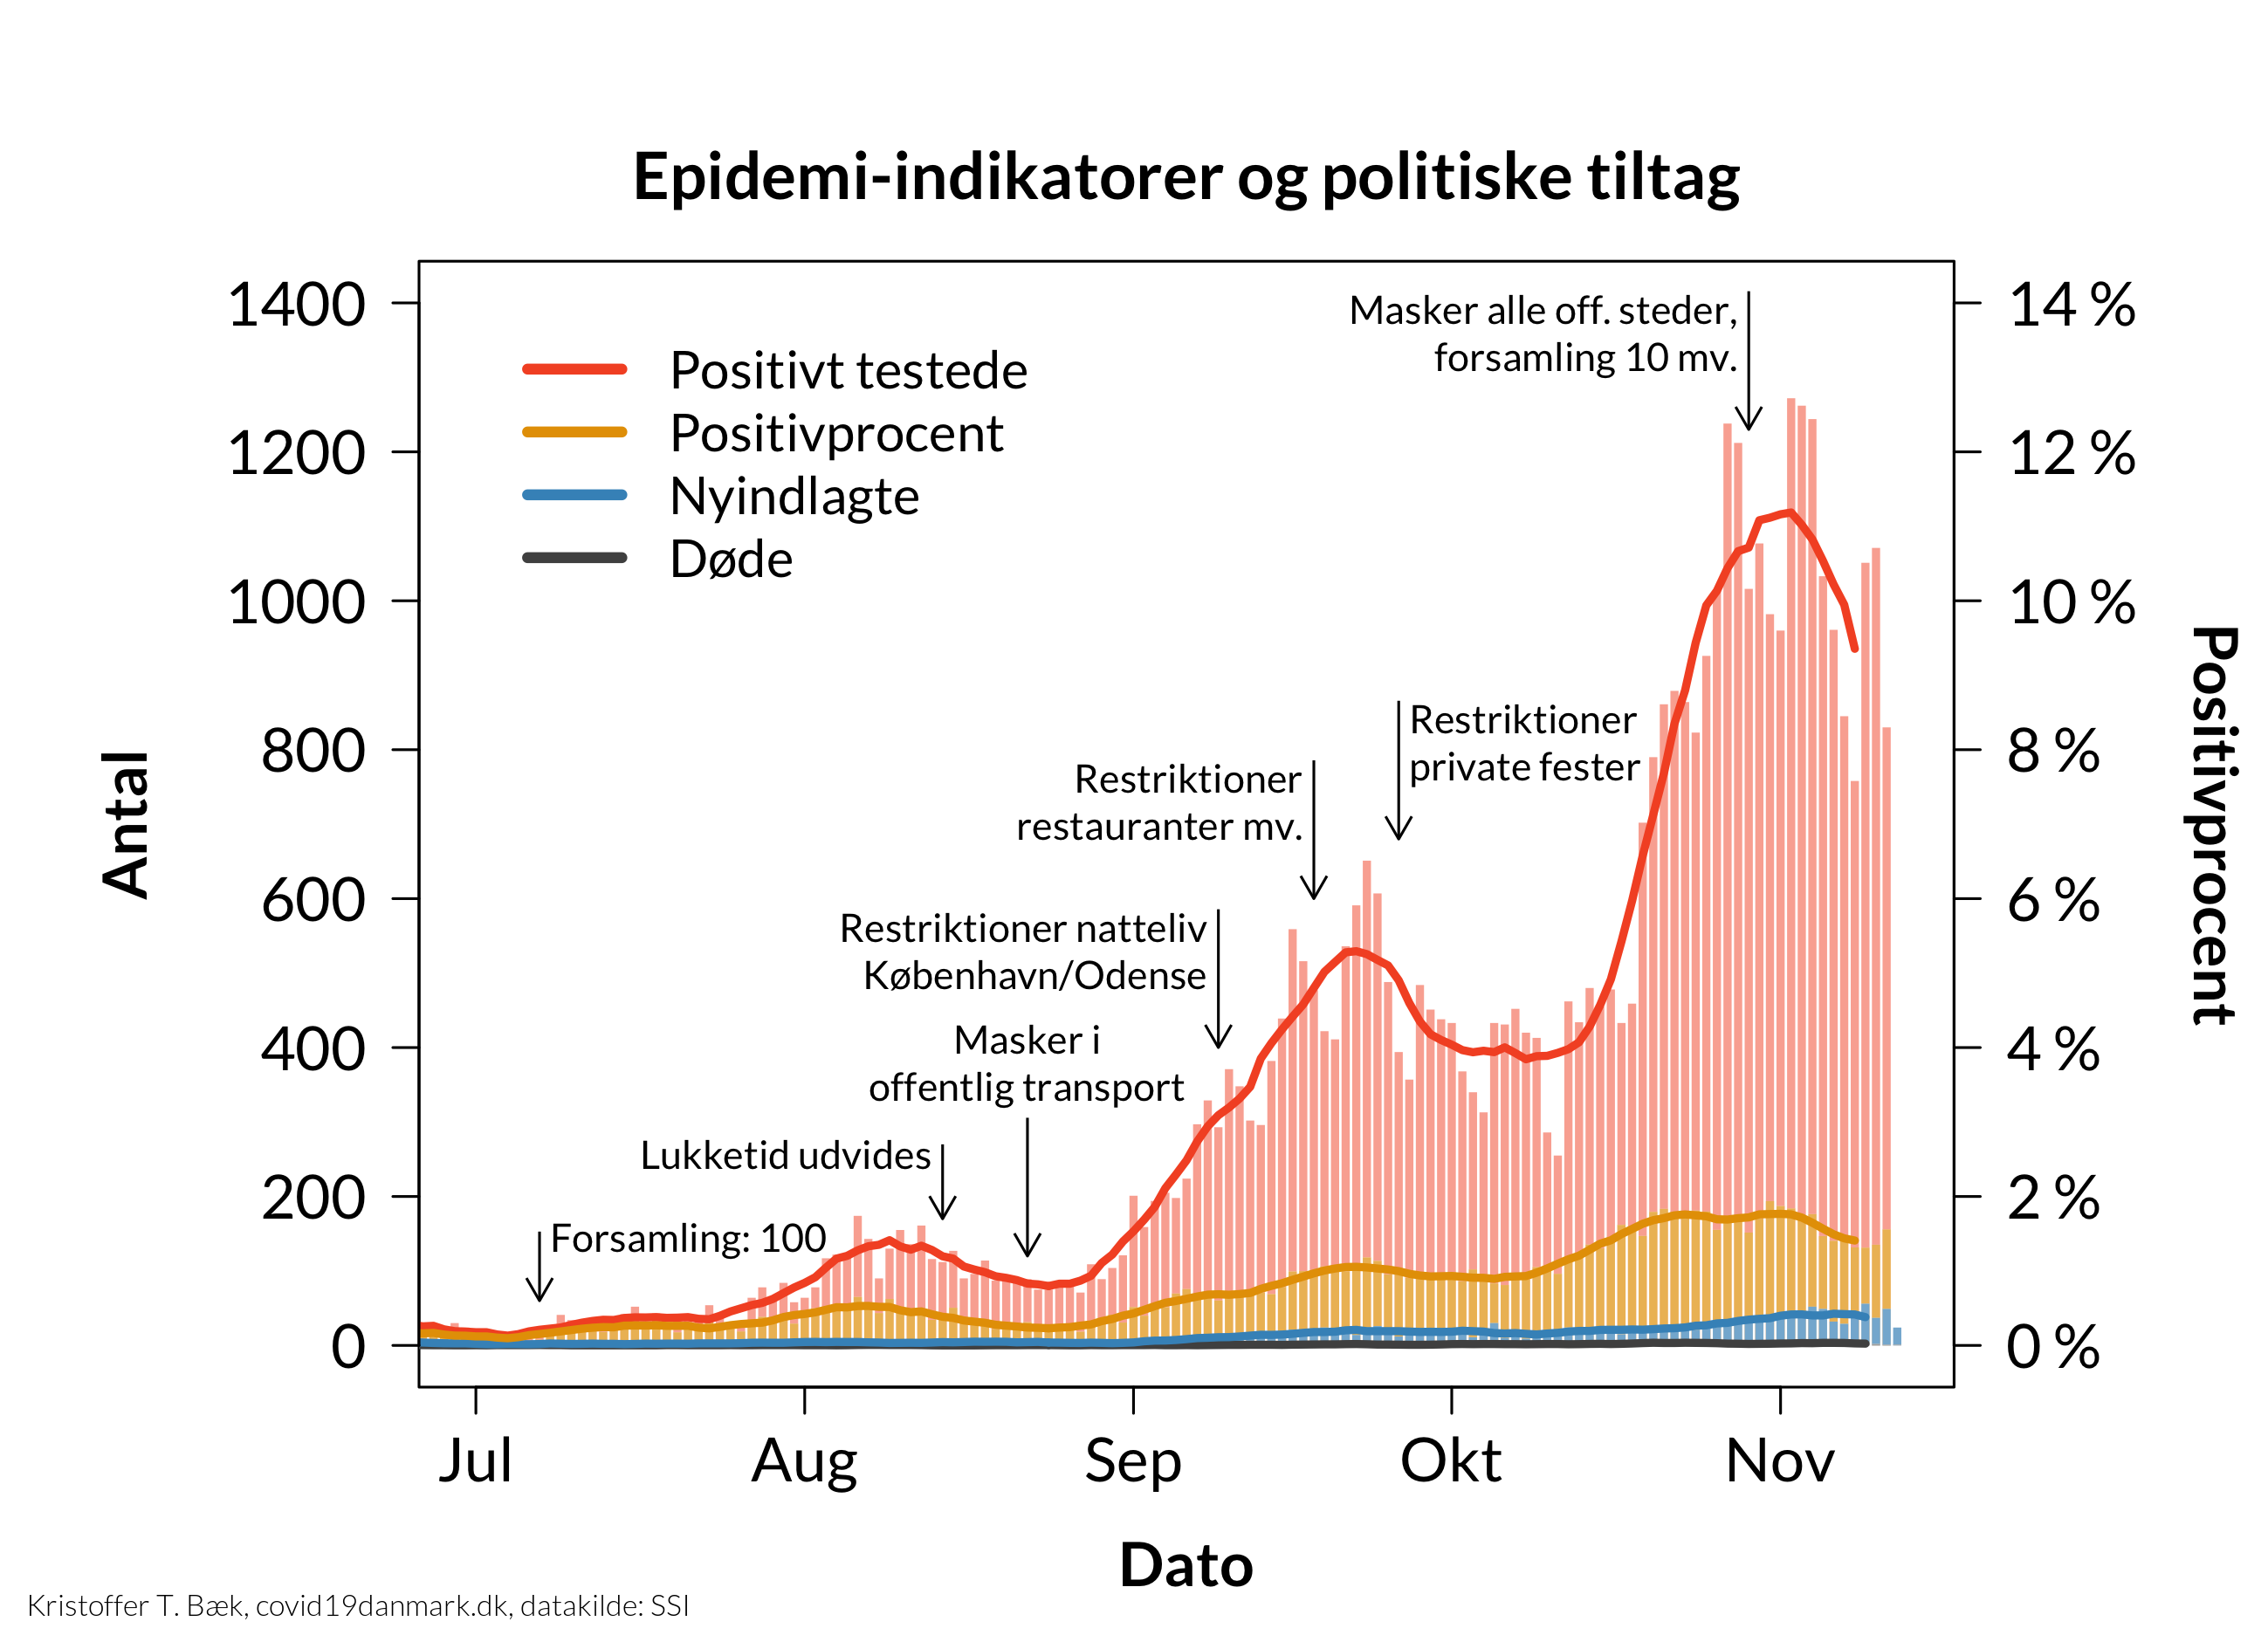 Epidemi-indikatorer og politiske tiltag
1400
1200
1000
800
600
400
200
0
Antal
14 %
12 %
10 %
8 %
6 %
4 %
2 %
0 %
Positivprocent
Positivt testede
Positivprocent
Nyindlagte
Døde
Masker alle off. steder,
forsamling 10 mv.
Restriktioner
private fester
Restriktioner
restauranter mv.
Restriktioner natteliv
København/Odense
Masker i
offentlig transport
Lukketid udvides
Forsamling: 100
Jul
Aug
Sep
Okt
Nov
Dato
Kristoffer T. Bæk, covid19danmark.dk, datakilde: SSI